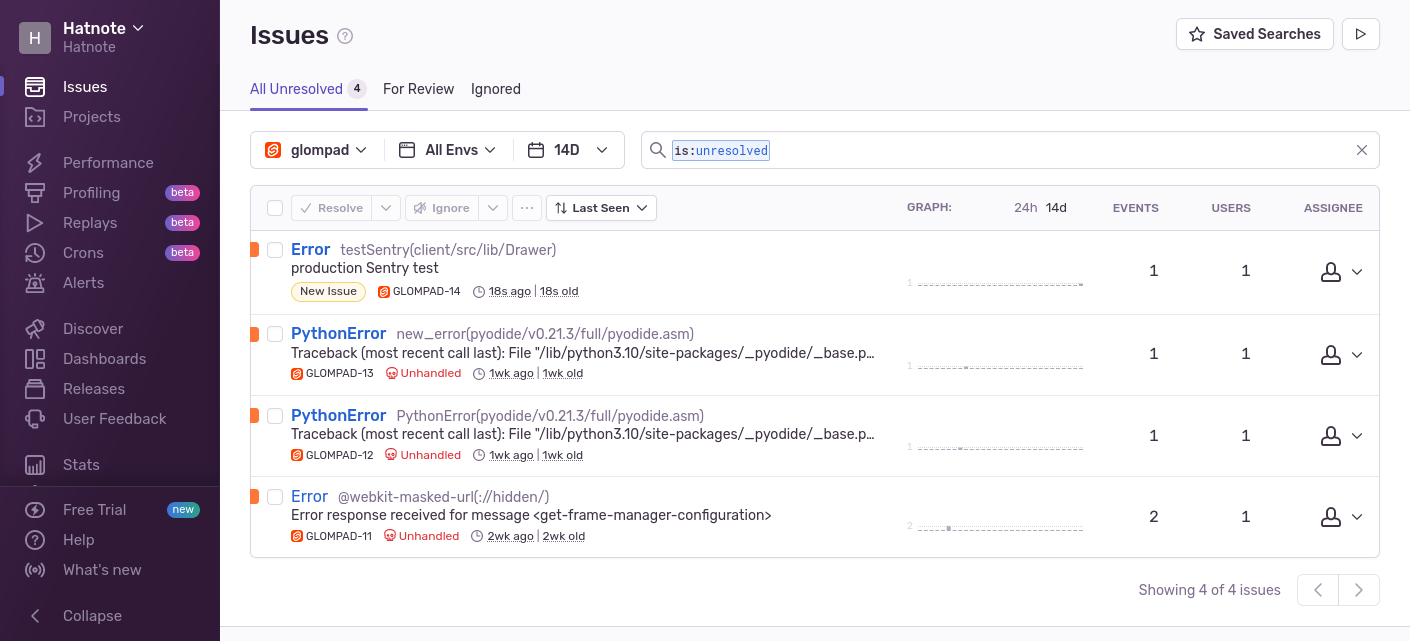 H
Hatnote
Hatnote
Issues
Projects
Performance
Profiling beta
Replays beta
Crons beta
Alerts
Discover
Dashboards
Releases
User Feedback
Stats
Free Trial new
Help
What's new
Collapse
Issues ?
Saved Searches
All Unresolved 4 For Review Ignored
glompad All Envs 14D is:unresolved
Resolve Ignore ... Last Seen GRAPH: 24h 14d EVENTS USERS ASSIGNEE
Error testSentry(client/src/lib/Drawer)
production Sentry test
New Issue GLOMPAD-14 18s ago | 18s old
1 1 1
PythonError new_error(pyodide/v0.21.3/full/pyodide.asm)
Traceback (most recent call last): File "/lib/python3.10/site-packages/_pyodide/_base.p…
GLOMPAD-13 Unhandled 1wk ago | 1wk old
1 1 1
PythonError PythonError(pyodide/v0.21.3/full/pyodide.asm)
Traceback (most recent call last): File "/lib/python3.10/site-packages/_pyodide/_base.p…
GLOMPAD-12 Unhandled 1wk ago | 1wk old
1 1 1
Error @webkit-masked-url(://hidden/)
Error response received for message <get-frame-manager-configuration>
GLOMPAD-11 Unhandled 2wk ago | 2wk old
2 2 1
Showing 4 of 4 issues